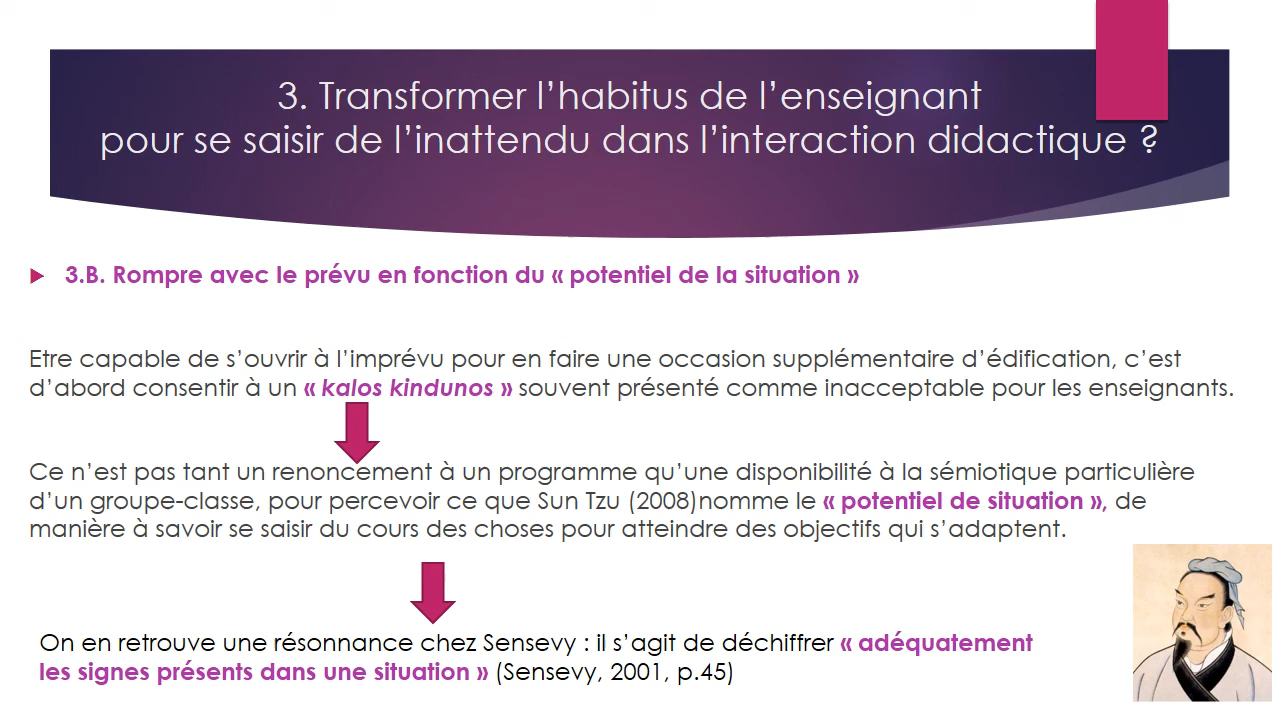 3. Transformer l’habitus de l’enseignant
pour se saisir de l’inattendu dans l’interaction didactique ?
3.B. Rompre avec le prévu en fonction du « potentiel de la situation »
Etre capable de s’ouvrir à l’imprévu pour en faire une occasion supplémentaire d’édification, c’est
d’abord consentir à un « kalos kindunos » souvent présenté comme inacceptable pour les enseignants.
Ce n’est pas tant un renoncement à un programme qu’une disponibilité à la sémiotique particulière
d’un groupe-classe, pour percevoir ce que Sun Tzu (2008)nomme le « potentiel de situation », de
manière à savoir se saisir du cours des choses pour atteindre des objectifs qui s’adaptent.
On en retrouve une résonnance chez Sensevy : il s’agit de déchiffrer « adéquatement
les signes présents dans une situation » (Sensevy, 2001, p.45)